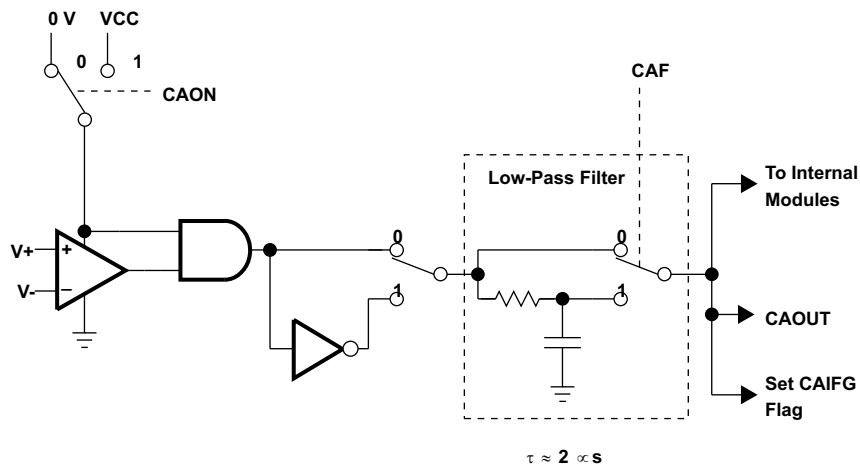 0 V VCC
0 1
CAON
CAF
Low-Pass Filter
To Internal
Modules
V+
+
V-
−
0
1
0
1
CAOUT
Set CAIFG
Flag
τ ≈ 2 ∝s